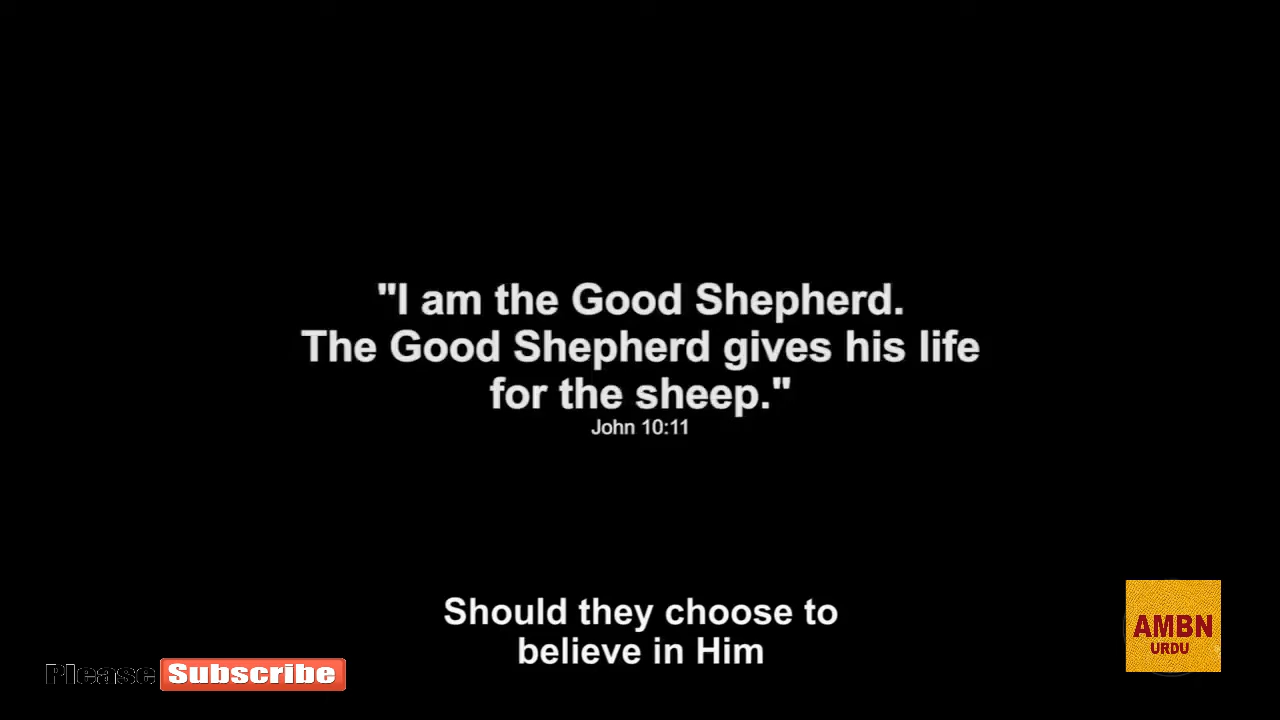 "I am the Good Shepherd.
The Good Shepherd gives his life
for the sheep."
John 10:11
Should they choose to
believe in Him
Please Subscribe
AMBN
URDU